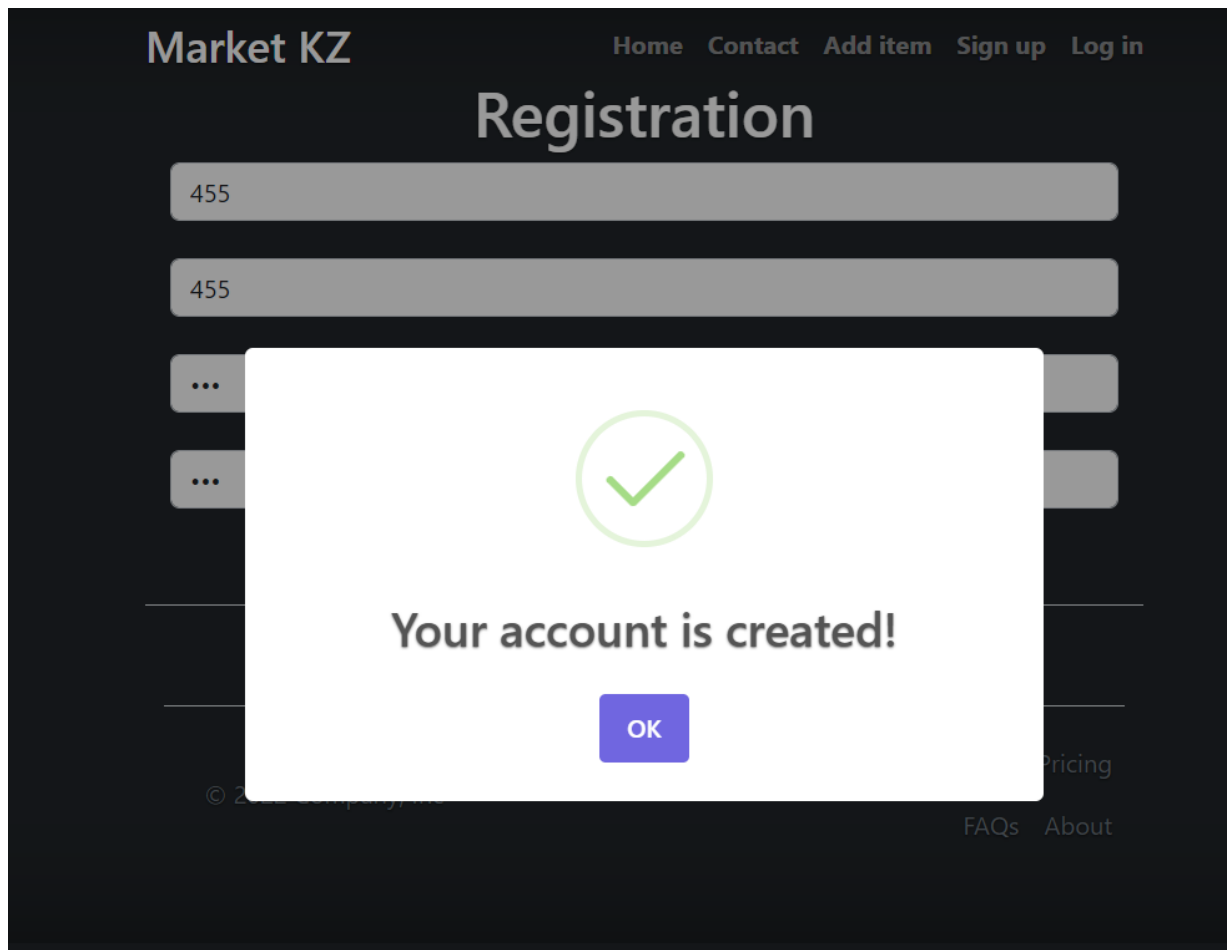 Market KZ Home Contact Add item Sign up Log in
Registration
455
455
•••
•••
Your account is created!
OK
Pricing
©
FAQs About